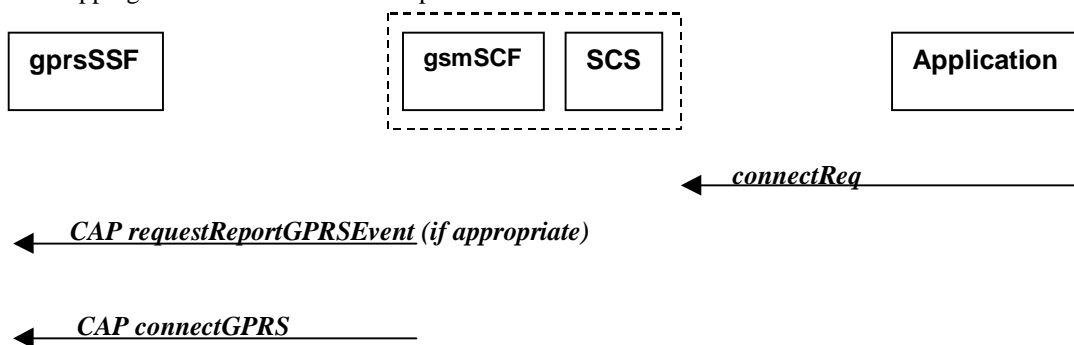 gprsSSF
gsmSCF
SCS
Application
connectReq
CAP requestReportGPRSEvent (if appropriate)
CAP connectGPRS